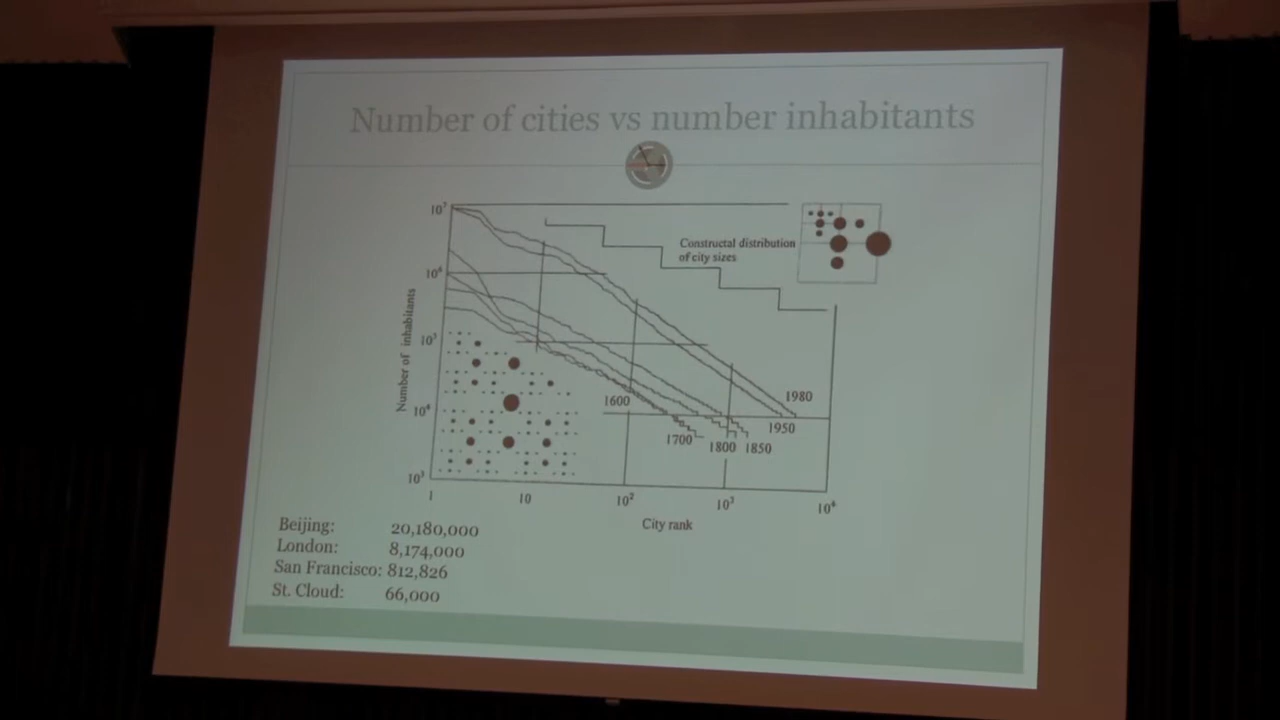 Number of cities vs number inhabitants
10⁷
10⁶
10⁵
10⁴
10³
Number of inhabitants
Constructal distribution
of city sizes
1600
1700
1800
1850
1950
1980
1
10
10²
10³
10⁴
City rank
Beijing: 20,180,000
London: 8,174,000
San Francisco: 812,826
St. Cloud: 66,000